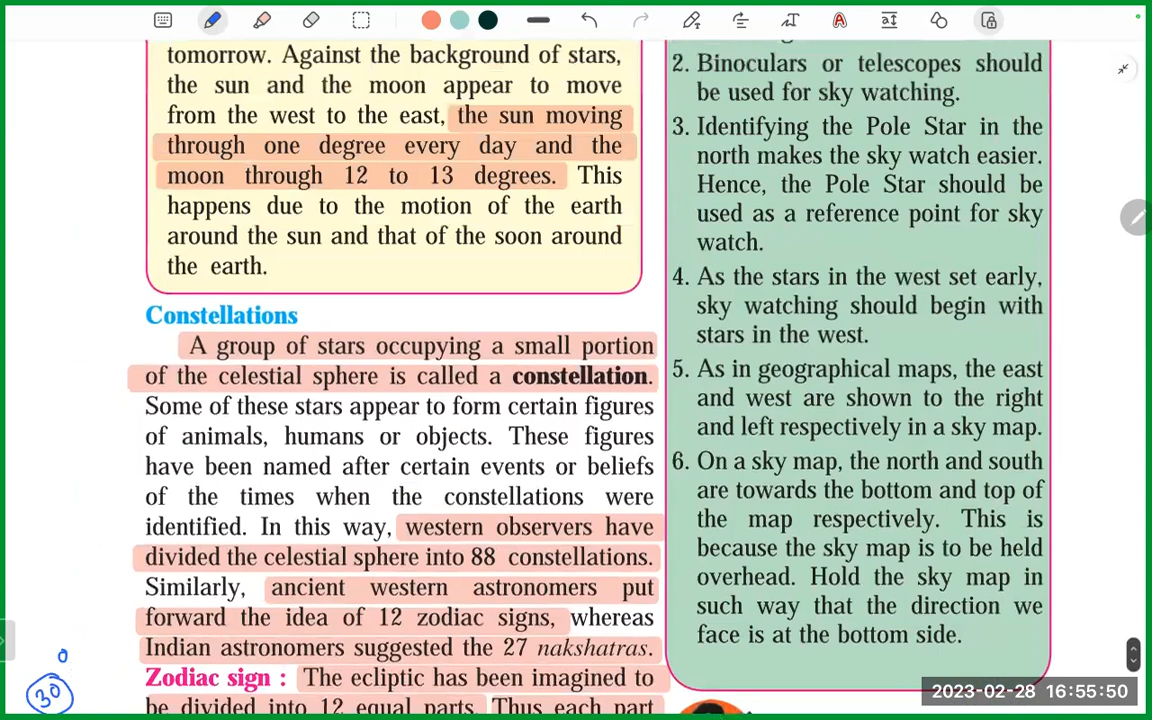 tomorrow. Against the background of stars,
the sun and the moon appear to move
from the west to the east, the sun moving
through one degree every day and the
moon through 12 to 13 degrees. This
happens due to the motion of the earth
around the sun and that of the soon around
the earth.
Constellations
A group of stars occupying a small portion
of the celestial sphere is called a constellation.
Some of these stars appear to form certain figures
of animals, humans or objects. These figures
have been named after certain events or beliefs
of the times when the constellations were
identified. In this way, western observers have
divided the celestial sphere into 88 constellations.
Similarly, ancient western astronomers put
forward the idea of 12 zodiac signs, whereas
Indian astronomers suggested the 27 nakshatras.
Zodiac sign : The ecliptic has been imagined to
be divided into 12 equal parts. Thus each part
30
2. Binoculars or telescopes should
be used for sky watching.
3. Identifying the Pole Star in the
north makes the sky watch easier.
Hence, the Pole Star should be
used as a reference point for sky
watch.
4. As the stars in the west set early,
sky watching should begin with
stars in the west.
5. As in geographical maps, the east
and west are shown to the right
and left respectively in a sky map.
6. On a sky map, the north and south
are towards the bottom and top of
the map respectively. This is
because the sky map is to be held
overhead. Hold the sky map in
such way that the direction we
face is at the bottom side.
2023-02-28 16:55:50